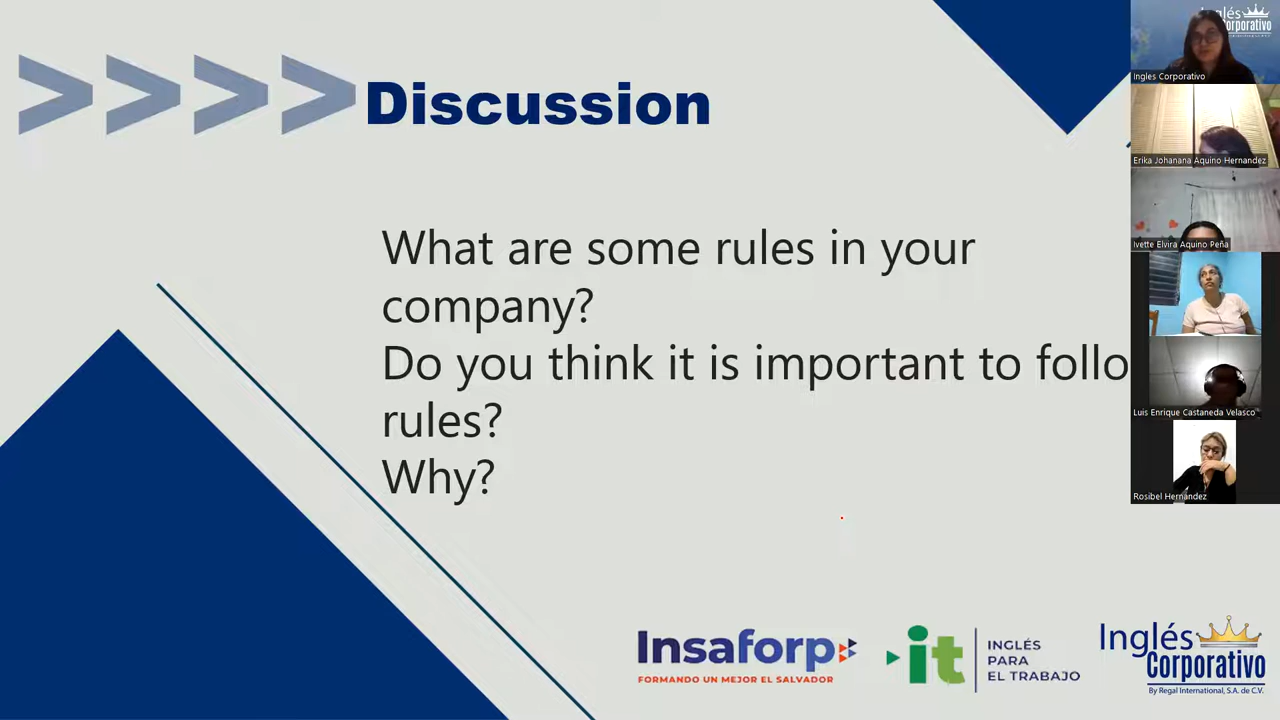 >>>> Discussion
What are some rules in your
company?
Do you think it is important to follo
rules?
Why?
Inglés
Corporativo
Ingles Corporativo
Erika Johanana Aquino Hernandez
Ivette Elvira Aquino Peña
Luis Enrique Castaneda Velasco
Rosibel Hernandez
Insaforp
FORMANDO UN MEJOR EL SALVADOR
it
INGLÉS
PARA
EL TRABAJO
Inglés
Corporativo
By Regal International, S.A. de C.V.